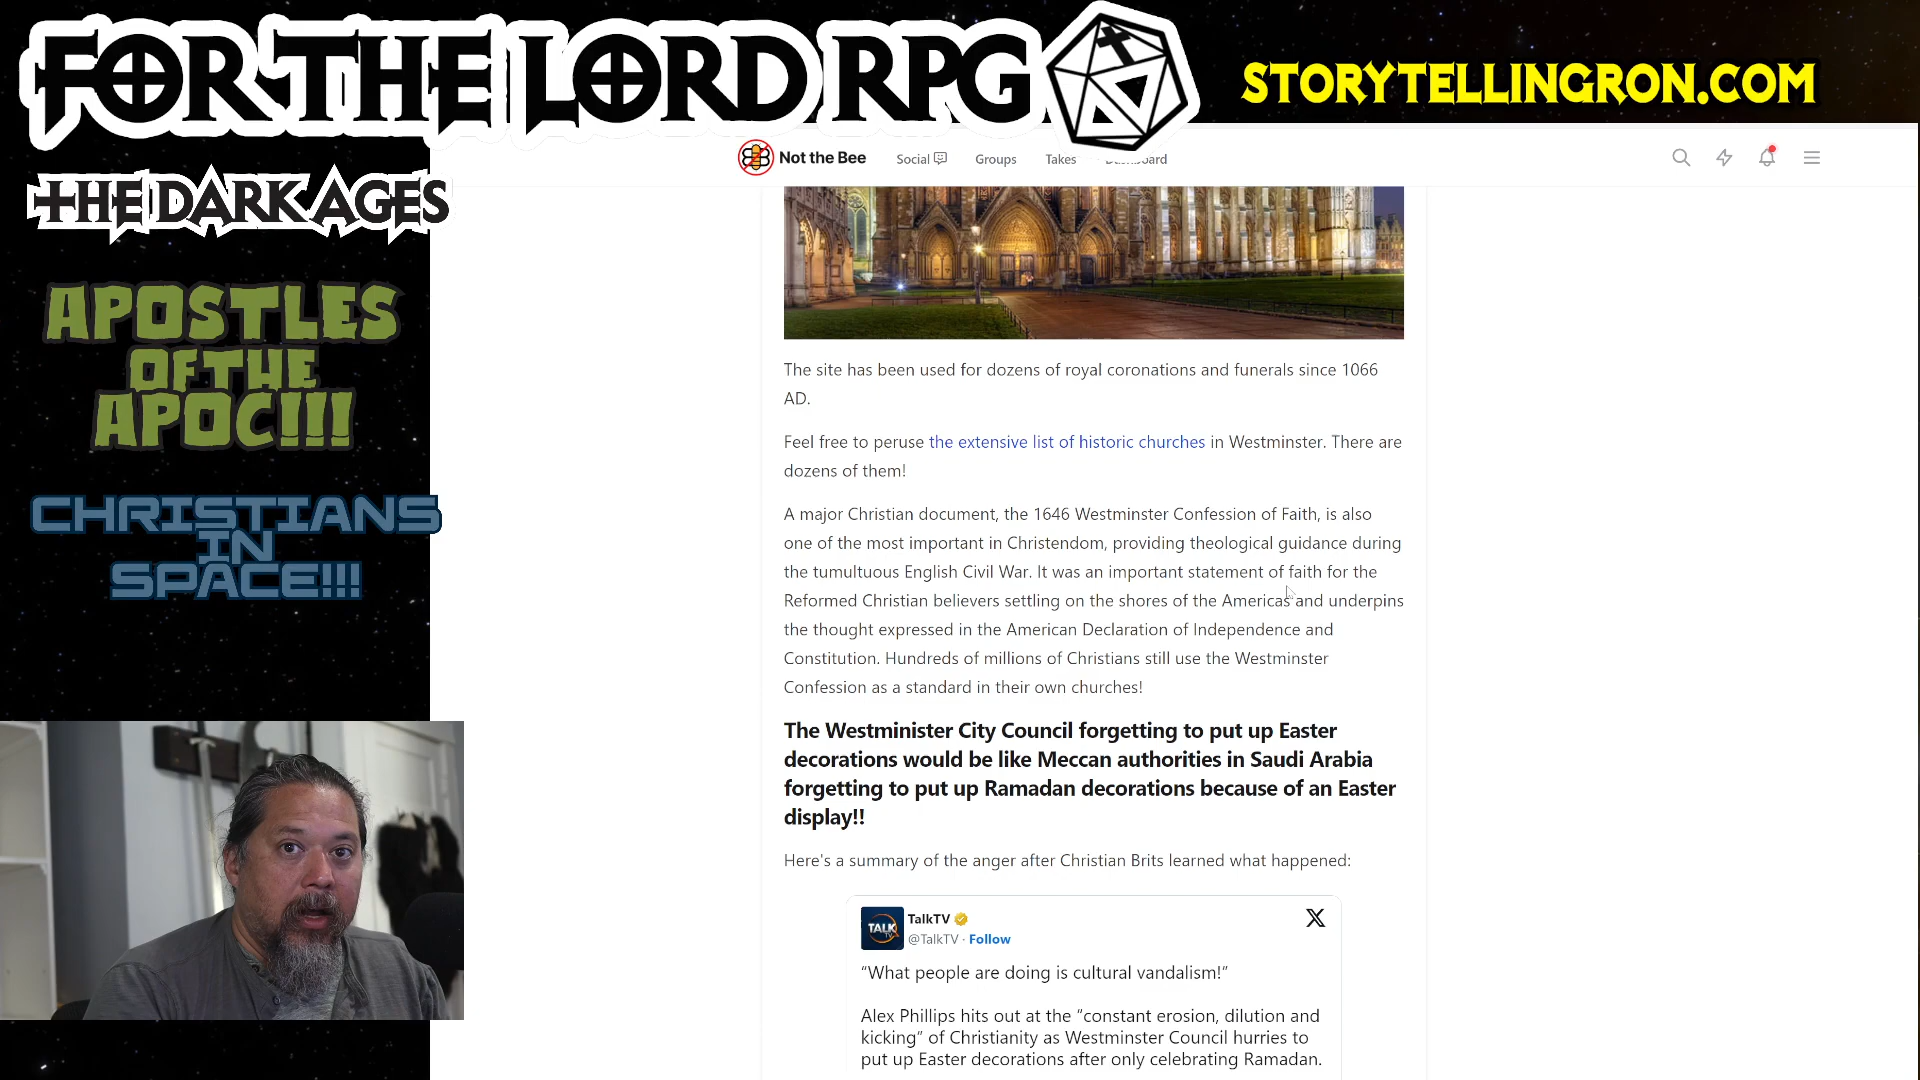 FOR THE LORD RPG
STORYTELLINGRON.COM
THE DARK AGES
APOSTLES
OF THE
APOC!!!
CHRISTIANS
IN
SPACE!!!
Not the Bee
Social
Groups
Takes
Dashboard
The site has been used for dozens of royal coronations and funerals since 1066
AD.
Feel free to peruse the extensive list of historic churches in Westminster. There are
dozens of them!
A major Christian document, the 1646 Westminster Confession of Faith, is also
one of the most important in Christendom, providing theological guidance during
the tumultuous English Civil War. It was an important statement of faith for the
Reformed Christian believers settling on the shores of the Americas and underpins
the thought expressed in the American Declaration of Independence and
Constitution. Hundreds of millions of Christians still use the Westminster
Confession as a standard in their own churches!
The Westminister City Council forgetting to put up Easter
decorations would be like Meccan authorities in Saudi Arabia
forgetting to put up Ramadan decorations because of an Easter
display!!
Here's a summary of the anger after Christian Brits learned what happened:
TALK TV
TalkTV
@TalkTV · Follow
“What people are doing is cultural vandalism!”
Alex Phillips hits out at the “constant erosion, dilution and
kicking” of Christianity as Westminster Council hurries to
put up Easter decorations after only celebrating Ramadan.